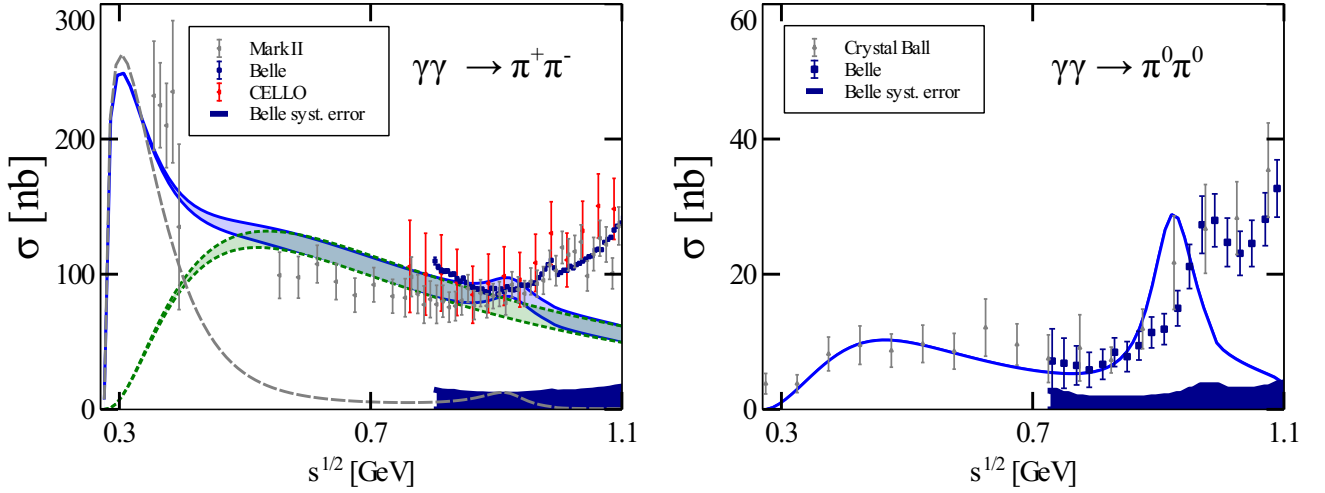 300
200
100
0
σ [nb]
Mark II
Belle
CELLO
Belle syst. error
γγ → π⁺π⁻
0.3
0.7
1.1
s^{1/2} [GeV]
60
40
20
0
σ [nb]
Crystal Ball
Belle
Belle syst. error
γγ → π⁰π⁰
0.3
0.7
1.1
s^{1/2} [GeV]